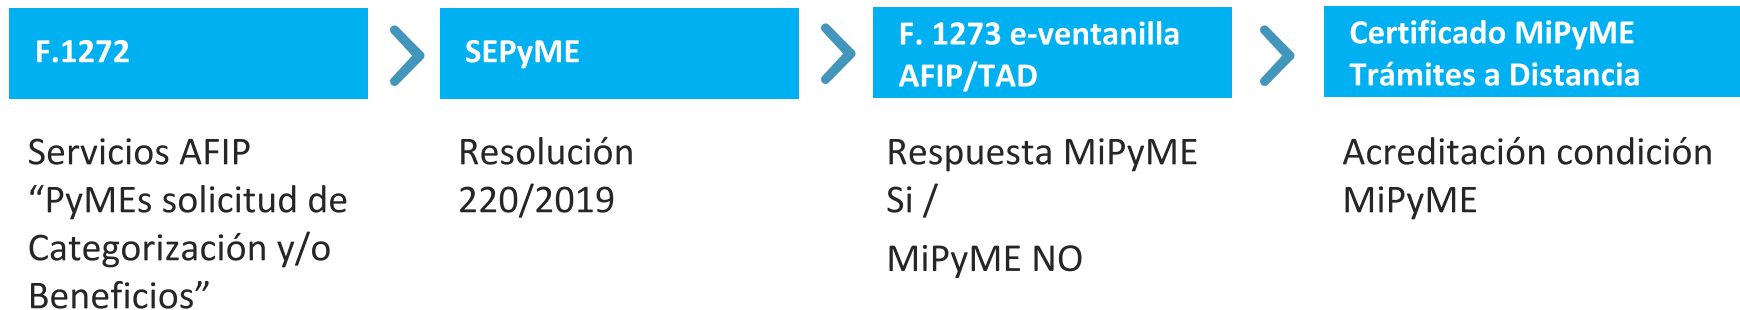 F.1272
Servicios AFIP
“PyMEs solicitud de
Categorización y/o
Beneficios”
SEPyME
Resolución
220/2019
F. 1273 e-ventanilla
AFIP/TAD
Respuesta MiPyME
Si /
MiPyME NO
Certificado MiPyME
Trámites a Distancia
Acreditación condición
MiPyME